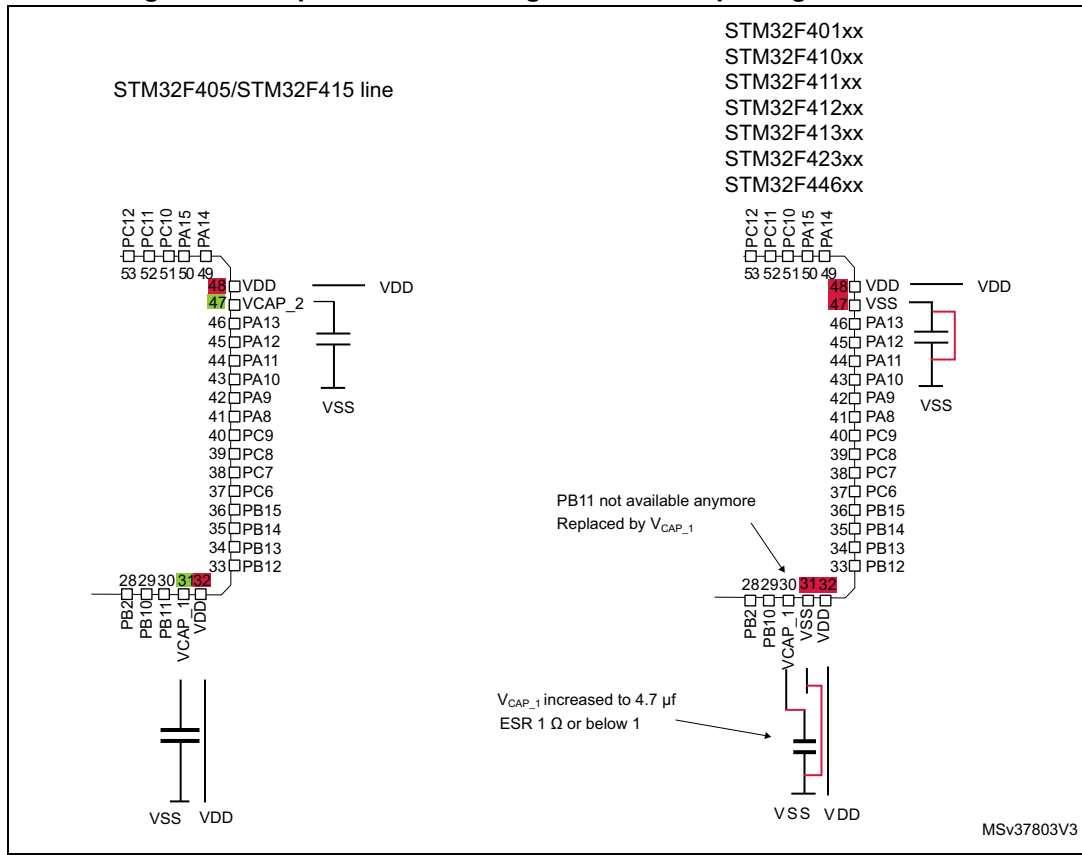 STM32F405/STM32F415 line
PC12
PC11
PC10
PA15
PA14
53 52 51 50 49
48 VDD
VDD
47 VCAP_2
46 PA13
45 PA12
44 PA11
43 PA10
42 PA9
41 PA8
40 PC9
39 PC8
38 PC7
37 PC6
36 PB15
35 PB14
34 PB13
33 PB12
VSS
28 29 30 31 32
PB2
PB10
PB11
VCAP_1
VDD
VSS VDD
STM32F401xx
STM32F410xx
STM32F411xx
STM32F412xx
STM32F413xx
STM32F423xx
STM32F446xx
PC12
PC11
PC10
PA15
PA14
53 52 51 50 49
48 VDD
VDD
47 VSS
46 PA13
45 PA12
44 PA11
43 PA10
42 PA9
41 PA8
40 PC9
39 PC8
38 PC7
37 PC6
36 PB15
35 PB14
34 PB13
33 PB12
VSS
PB11 not available anymore
Replaced by VCAP_1
28 29 30 31 32
PB2
PB10
VCAP_1
VSS
VDD
VCAP_1 increased to 4.7 µf
ESR 1 Ω or below 1
VSS VDD
MSv37803V3